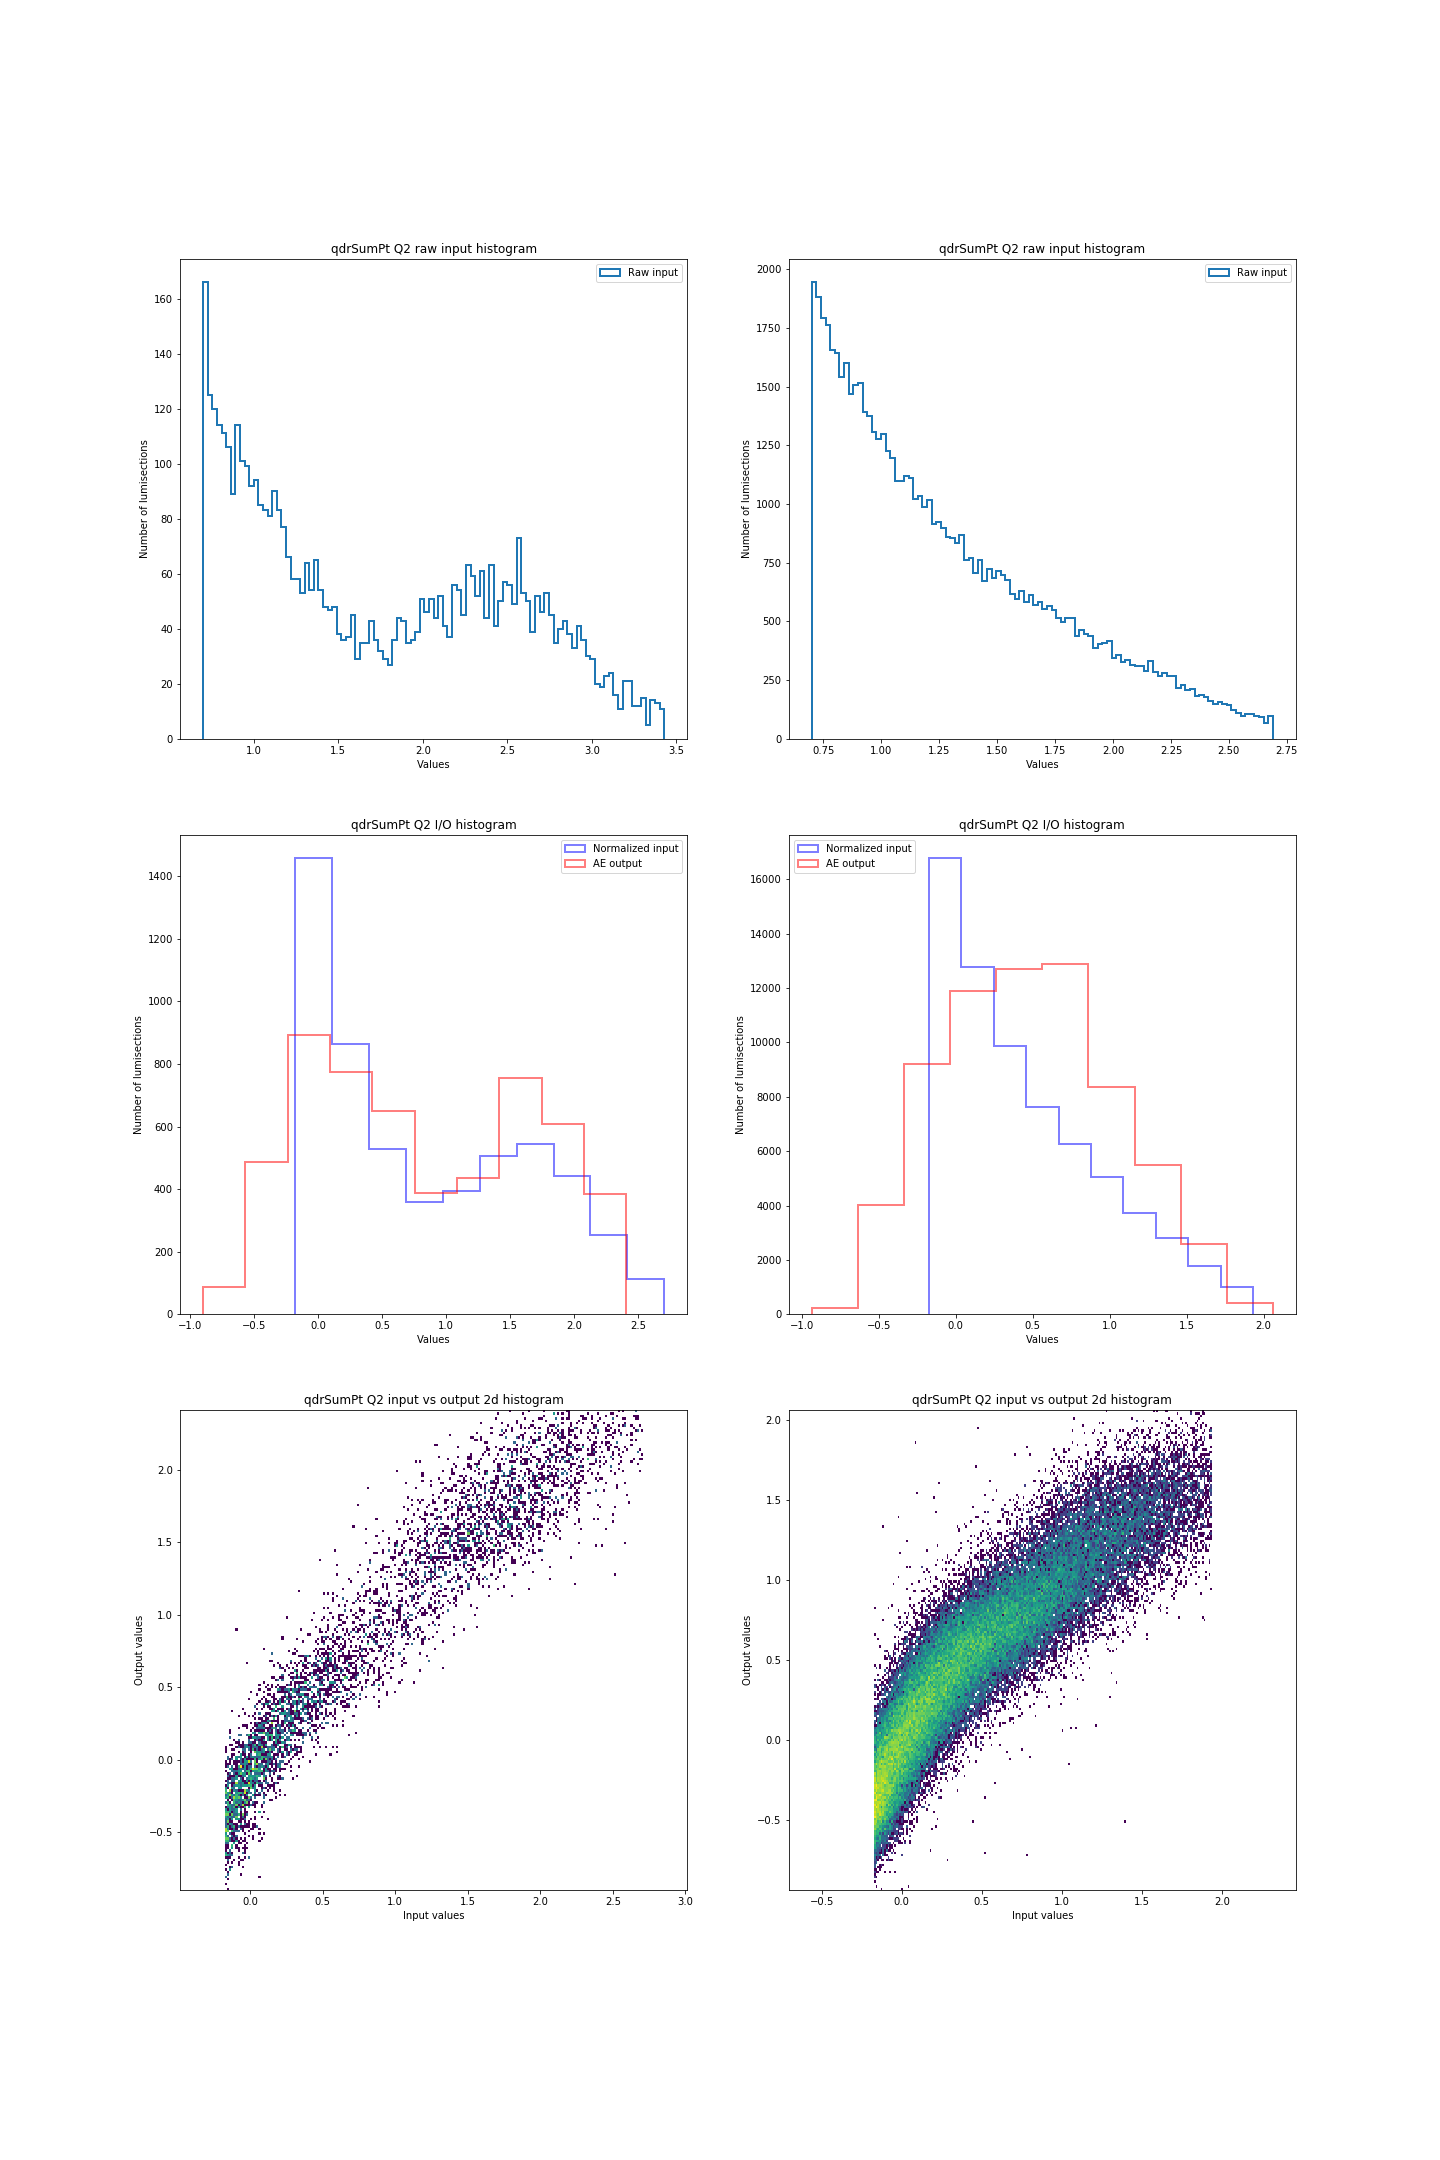 qdrSumPt Q2 raw input histogram
Raw input
Number of lumisections
160
140
120
100
80
60
40
20
0
1.0 1.5 2.0 2.5 3.0 3.5
Values
qdrSumPt Q2 raw input histogram
Raw input
Number of lumisections
2000
1750
1500
1250
1000
750
500
250
0
0.75 1.00 1.25 1.50 1.75 2.00 2.25 2.50 2.75
Values
qdrSumPt Q2 I/O histogram
Normalized input
AE output
Number of lumisections
1400
1200
1000
800
600
400
200
0
−1.0 −0.5 0.0 0.5 1.0 1.5 2.0 2.5
Values
qdrSumPt Q2 I/O histogram
Normalized input
AE output
Number of lumisections
16000
14000
12000
10000
8000
6000
4000
2000
0
−1.0 −0.5 0.0 0.5 1.0 1.5 2.0
Values
qdrSumPt Q2 input vs output 2d histogram
Output values
2.0
1.5
1.0
0.5
0.0
−0.5
0.0 0.5 1.0 1.5 2.0 2.5 3.0
Input values
qdrSumPt Q2 input vs output 2d histogram
Output values
2.0
1.5
1.0
0.5
0.0
−0.5
−0.5 0.0 0.5 1.0 1.5 2.0
Input values